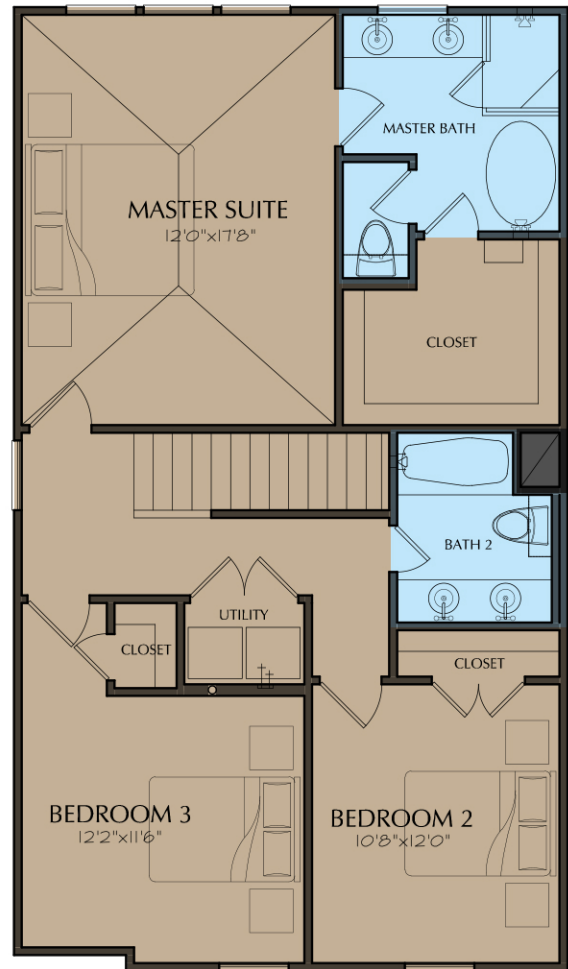 MASTER BATH
MASTER SUITE
12'0"x17'8"
CLOSET
BATH 2
UTILITY
CLOSET
CLOSET
BEDROOM 3
12'2"x11'6"
BEDROOM 2
10'8"x12'0"